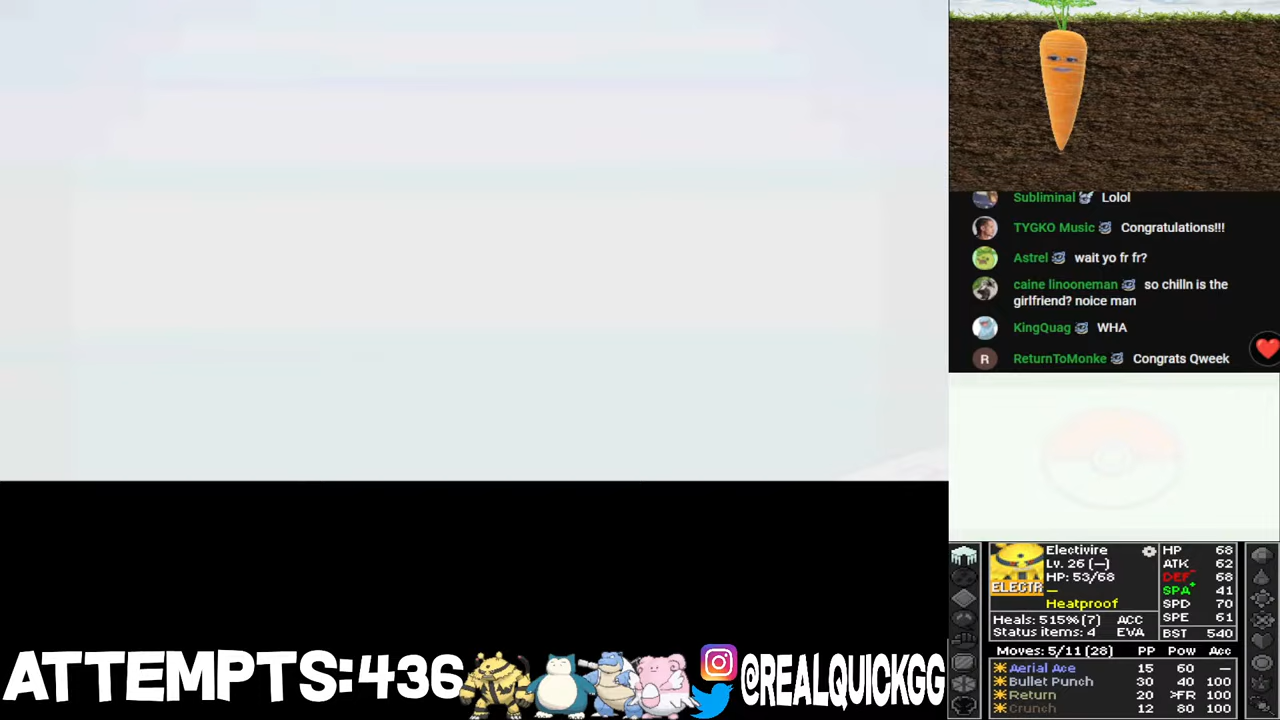 Subliminal Lolol
TYGKO Music Congratulations!!!
Astrel wait yo fr fr?
caine linooneman so chilln is the
girlfriend? noice man
KingQuag WHA
R ReturnToMonke Congrats Qweek
Electivire
Lv. 26 (—)
HP: 53/68
—
Heatproof
ELECTR
HP 68
ATK 62
DEF 68
SPA 41
SPD 70
SPE 61
BST 540
Heals: 515% (7) ACC
Status items: 4 EVA
Moves: 5/11 (28) PP Pow Acc
Aerial Ace 15 60 —
Bullet Punch 30 40 100
Return 20 >FR 100
Crunch 12 80 100
ATTEMPTS:436
@REALQUICKGG